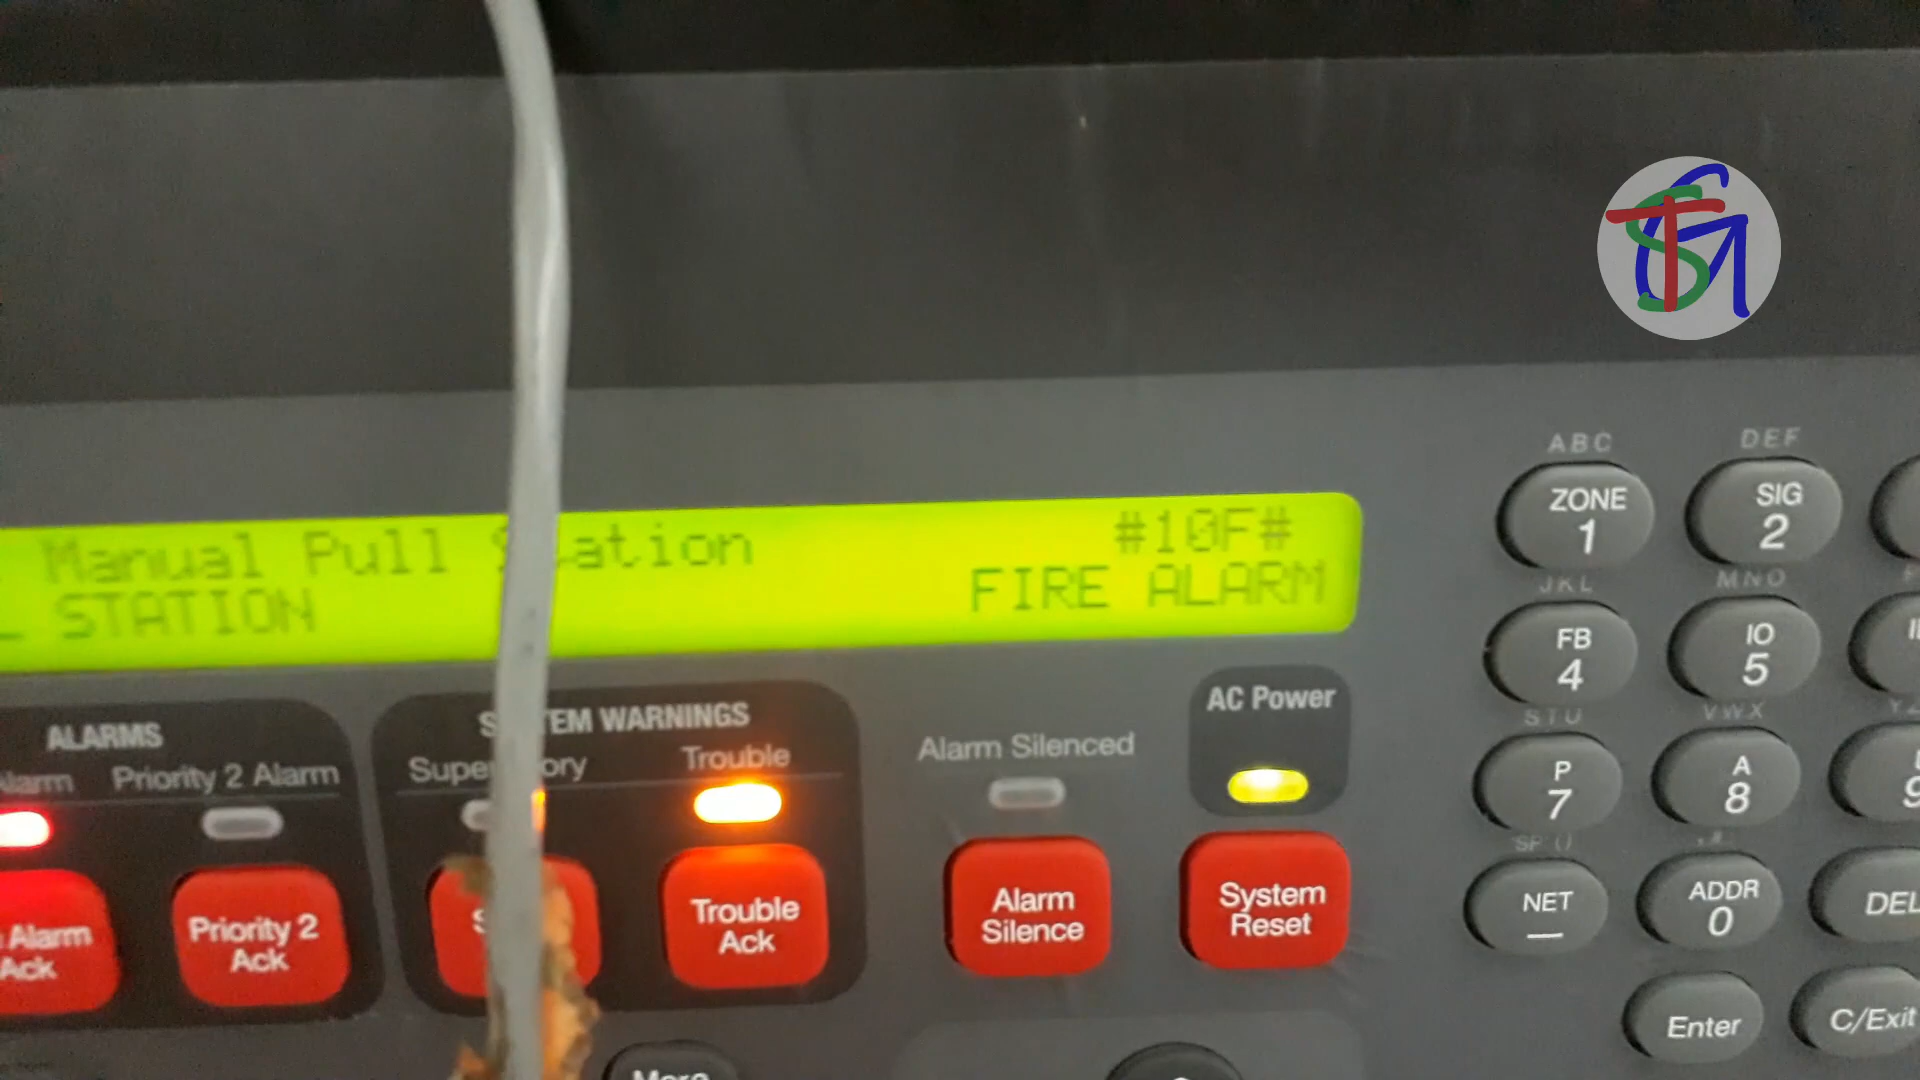 Manual Pull Station #10F#
STATION FIRE ALARM
ALARMS
SYSTEM WARNINGS
AC Power
Alarm
Priority 2 Alarm
Supervisory
Trouble
Alarm Silenced
Alarm
Ack
Priority 2
Ack
Trouble
Ack
Alarm
Silence
System
Reset
ABC
DEF
ZONE
1
SIG
2
JKL
MNO
FB
4
IO
5
STU
VWX
P
7
A
8
9
SP ()
NET
ADDR
0
DEL
Enter
C/Exit
More